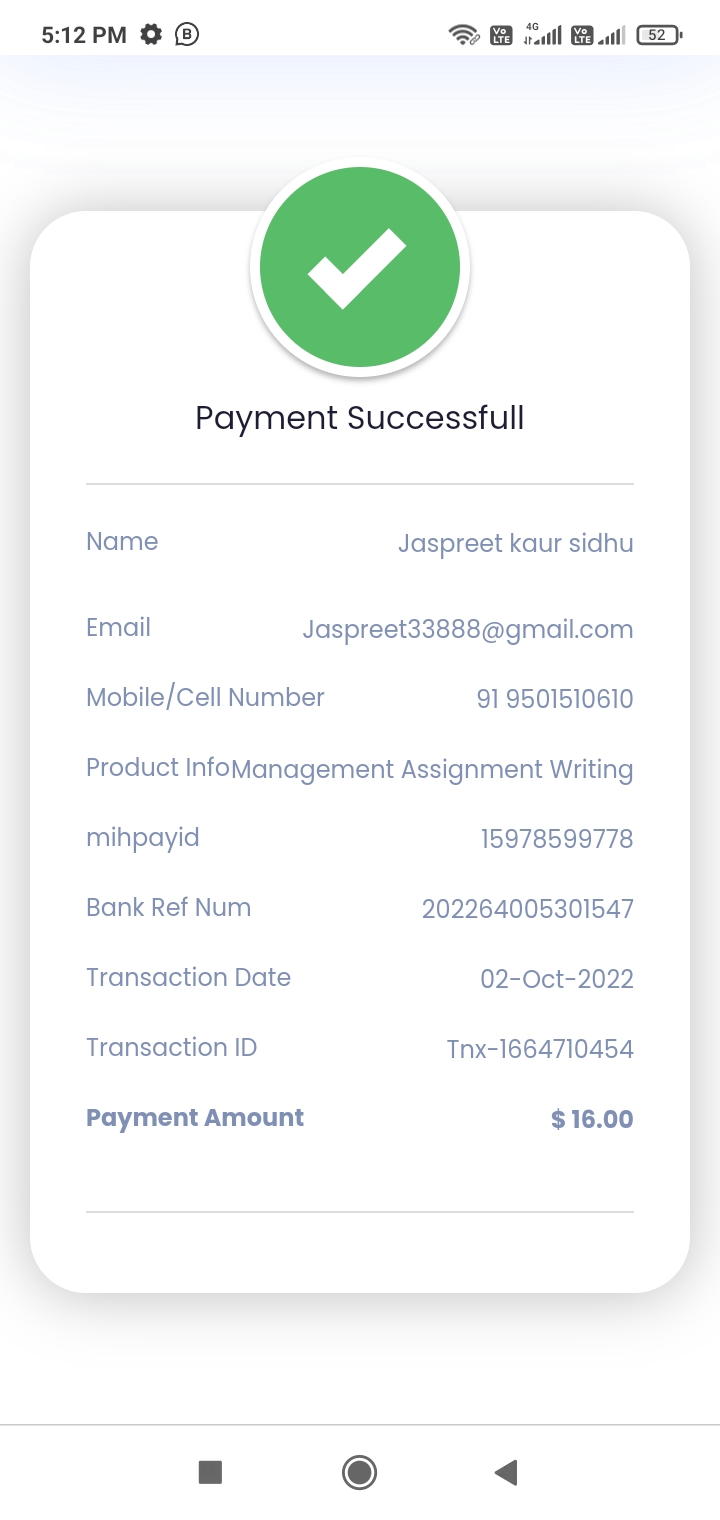 5:12 PM B Vo LTE 4G Vo LTE 52
Payment Successfull
Name Jaspreet kaur sidhu
Email Jaspreet33888@gmail.com
Mobile/Cell Number 91 9501510610
Product InfoManagement Assignment Writing
mihpayid 15978599778
Bank Ref Num 202264005301547
Transaction Date 02-Oct-2022
Transaction ID Tnx-1664710454
Payment Amount $ 16.00